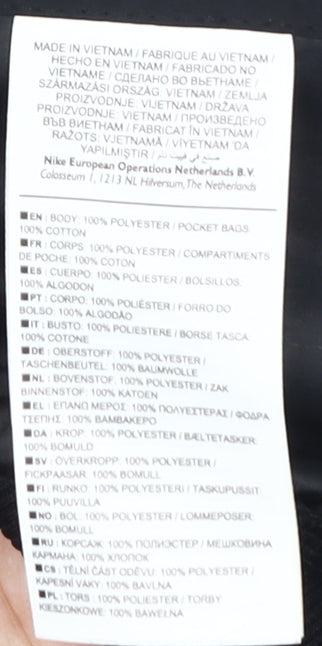 MADE IN VIETNAM / FABRIQUE AU VIETNAM /
HECHO EN VIETNAM / FABRICADO NO
VIETNAME / СДЕЛАНО ВО ВЬЕТНАМЕ /
SZÁRMAZÁSI ORSZÁG: VIETNAM / ZEMLJA
PROIZVODNJE: VIJETNAM / DRŽAVA
PROIZVODNJE: VIETNAM / ПРОИЗВЕДЕНО
ВЪВ ВИЕТНАМ / FABRICAT ÎN VIETNAM /
RAŽOTS: VJETNAMĀ / VİYETNAM 'DA
YAPILMIŞTIR / صنع في فييت نام
Nike European Operations Netherlands B.V.
Colosseum 1, 1213 NL Hilversum, The Netherlands
EN : BODY: 100% POLYESTER / POCKET BAGS:
100% COTTON
FR : CORPS: 100% POLYESTER / COMPARTIMENTS
DE POCHE: 100% COTON
ES : CUERPO: 100% POLIESTER / BOLSILLOS:
100% ALGODON
PT : CORPO: 100% POLIÉSTER / FORRO DO
BOLSO: 100% ALGODÃO
IT : BUSTO: 100% POLIESTERE / BORSE TASCA:
100% COTONE
DE : OBERSTOFF: 100% POLYESTER /
TASCHENBEUTEL: 100% BAUMWOLLE
NL : BOVENSTOF: 100% POLYESTER / ZAK
BINNENSTOF: 100% KATOEN
EL : ΕΠΑΝΩ ΜΕΡΟΣ: 100% ΠΟΛΥΕΣΤΕΡΑΣ / ΦΟΔΡΑ
ΤΣΕΠΗΣ: 100% ΒΑΜΒΑΚΕΡΟ
DA : KROP: 100% POLYESTER / BÆLTETASKER:
100% BOMULD
SV : ÖVERKROPP: 100% POLYESTER /
FICKPÅSAR: 100% BOMULL
FI : RUNKO: 100% POLYESTERI / TASKUPUSSIT:
100% PUUVILLA
NO : BOL: 100% POLYESTER / LOMMEPOSER:
100% BOMULL
RU : КОРСАЖ: 100% ПОЛИЭСТЕР / МЕШКОВИНА
КАРМАНА: 100% ХЛОПОК
CS : TĚLNÍ ČÁST ODĚVU: 100% POLYESTER /
KAPESNÍ VAKY: 100% BAVLNA
PL : TORS : 100% POLIESTER / TORBY
KIESZONKOWE: 100% BAWEŁNA